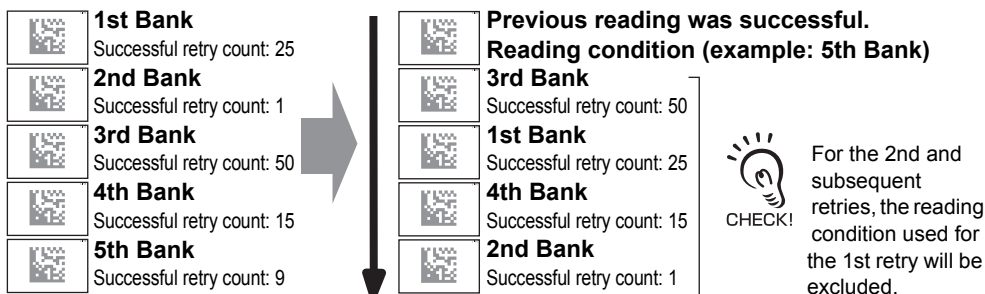 1st Bank
Successful retry count: 25
2nd Bank
Successful retry count: 1
3rd Bank
Successful retry count: 50
4th Bank
Successful retry count: 15
5th Bank
Successful retry count: 9
Previous reading was successful.
Reading condition (example: 5th Bank)
3rd Bank
Successful retry count: 50
1st Bank
Successful retry count: 25
4th Bank
Successful retry count: 15
2nd Bank
Successful retry count: 1
CHECK!
For the 2nd and
subsequent
retries, the reading
condition used for
the 1st retry will be
excluded.